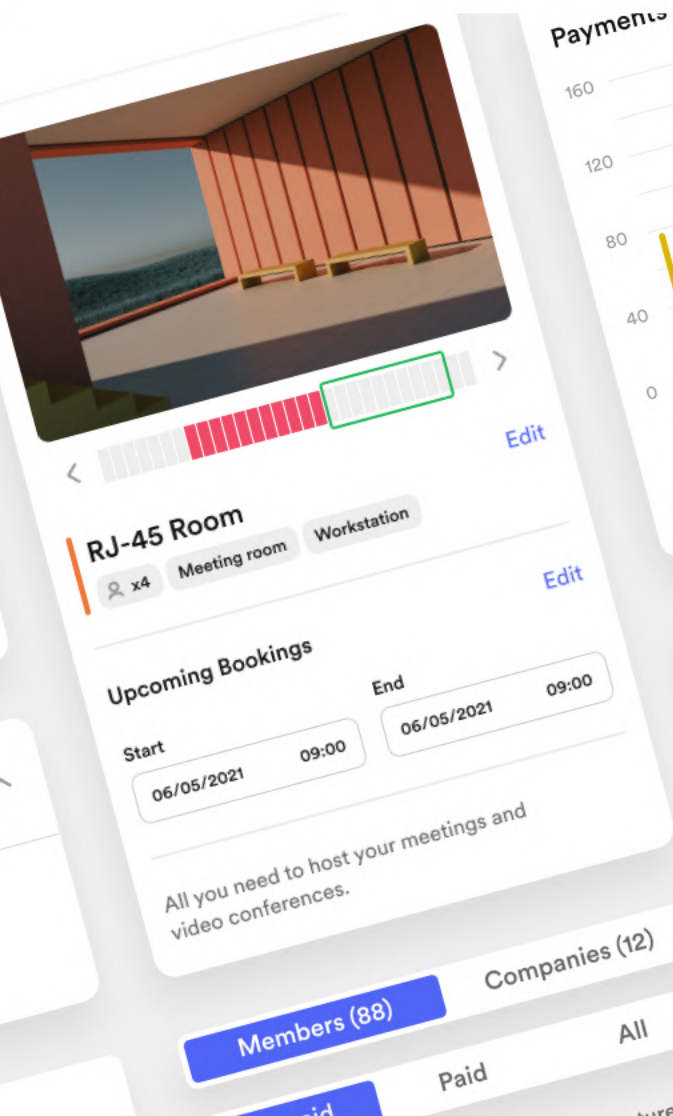 Payments
160
120
80
40
0
Edit
RJ-45 Room
x4 Meeting room Workstation
Edit
Upcoming Bookings
Start
06/05/2021 09:00
End
06/05/2021 09:00
All you need to host your meetings and
video conferences.
Members (88) Companies (12)
Paid All